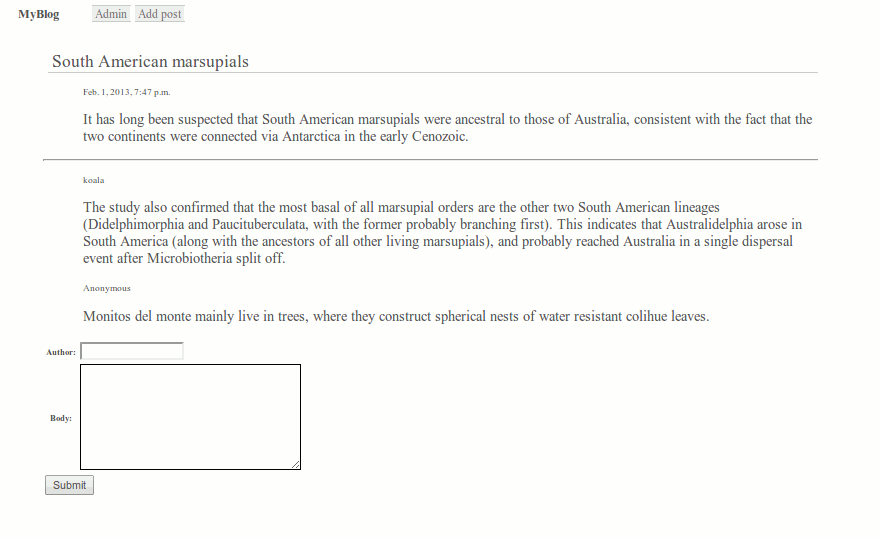 MyBlog Admin Add post
South American marsupials
Feb. 1, 2013, 7:47 p.m.
It has long been suspected that South American marsupials were ancestral to those of Australia, consistent with the fact that the
two continents were connected via Antarctica in the early Cenozoic.
koala
The study also confirmed that the most basal of all marsupial orders are the other two South American lineages
(Didelphimorphia and Paucituberculata, with the former probably branching first). This indicates that Australidelphia arose in
South America (along with the ancestors of all other living marsupials), and probably reached Australia in a single dispersal
event after Microbiotheria split off.
Anonymous
Monitos del monte mainly live in trees, where they construct spherical nests of water resistant colihue leaves.
Author:
Body:
Submit